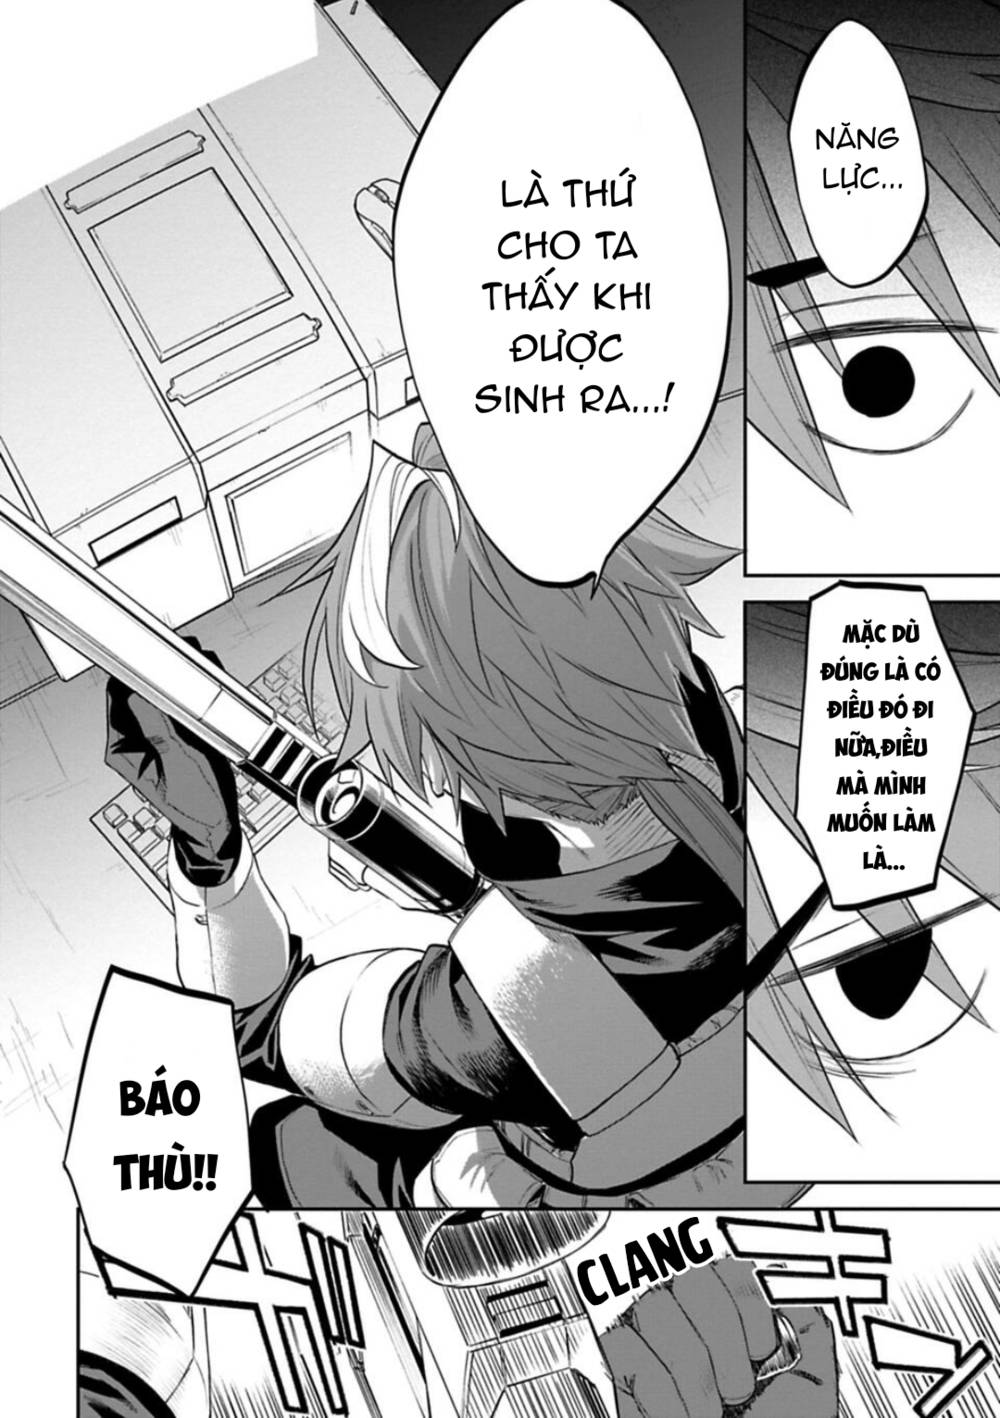 NĂNG
LỰC...
LÀ THỨ
CHO TA
THẤY KHI
ĐƯỢC
SINH RA...!
MẶC DÙ
ĐÚNG LÀ CÓ
ĐIỀU ĐÓ ĐI
NỮA,ĐIỀU
MÀ MÌNH
MUỐN LÀM
LÀ...
BÁO
THÙ!!
CLANG